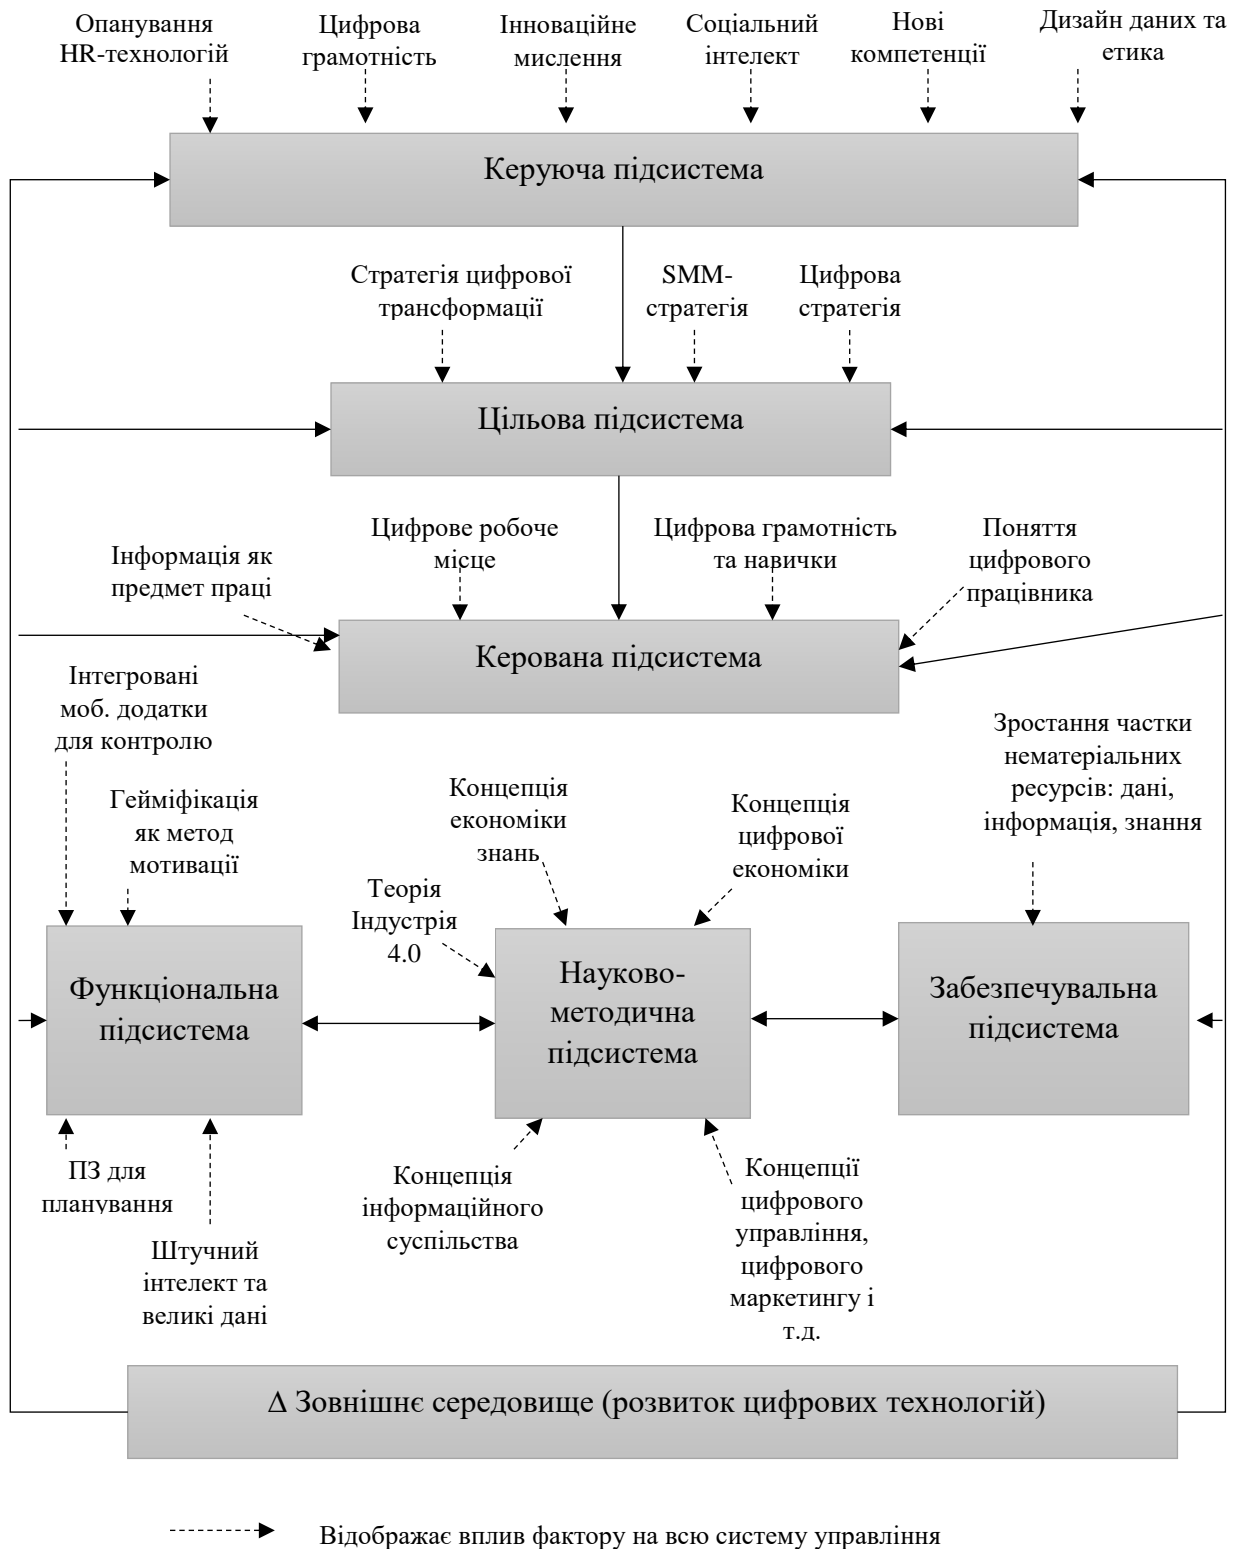 Опанування
HR-технологій
Цифрова
грамотність
Інноваційне
мислення
Соціальний
інтелект
Нові
компетенції
Дизайн даних та
етика
Керуюча підсистема
Стратегія цифрової
трансформації
SMM-
стратегія
Цифрова
стратегія
Цільова підсистема
Інформація як
предмет праці
Цифрове робоче
місце
Цифрова грамотність
та навички
Поняття
цифрового
працівника
Керована підсистема
Інтегровані
моб. додатки
для контролю
Гейміфікація
як метод
мотивації
Концепція
економіки
знань
Теорія
Індустрія
4.0
Концепція
цифрової
економіки
Зростання частки
нематеріальних
ресурсів: дані,
інформація, знання
Функціональна
підсистема
Науково-
методична
підсистема
Забезпечувальна
підсистема
ПЗ для
планування
Штучний
інтелект та
великі дані
Концепція
інформаційного
суспільства
Концепції
цифрового
управління,
цифрового
маркетингу і
т.д.
Δ Зовнішнє середовище (розвиток цифрових технологій)
Відображає вплив фактору на всю систему управління